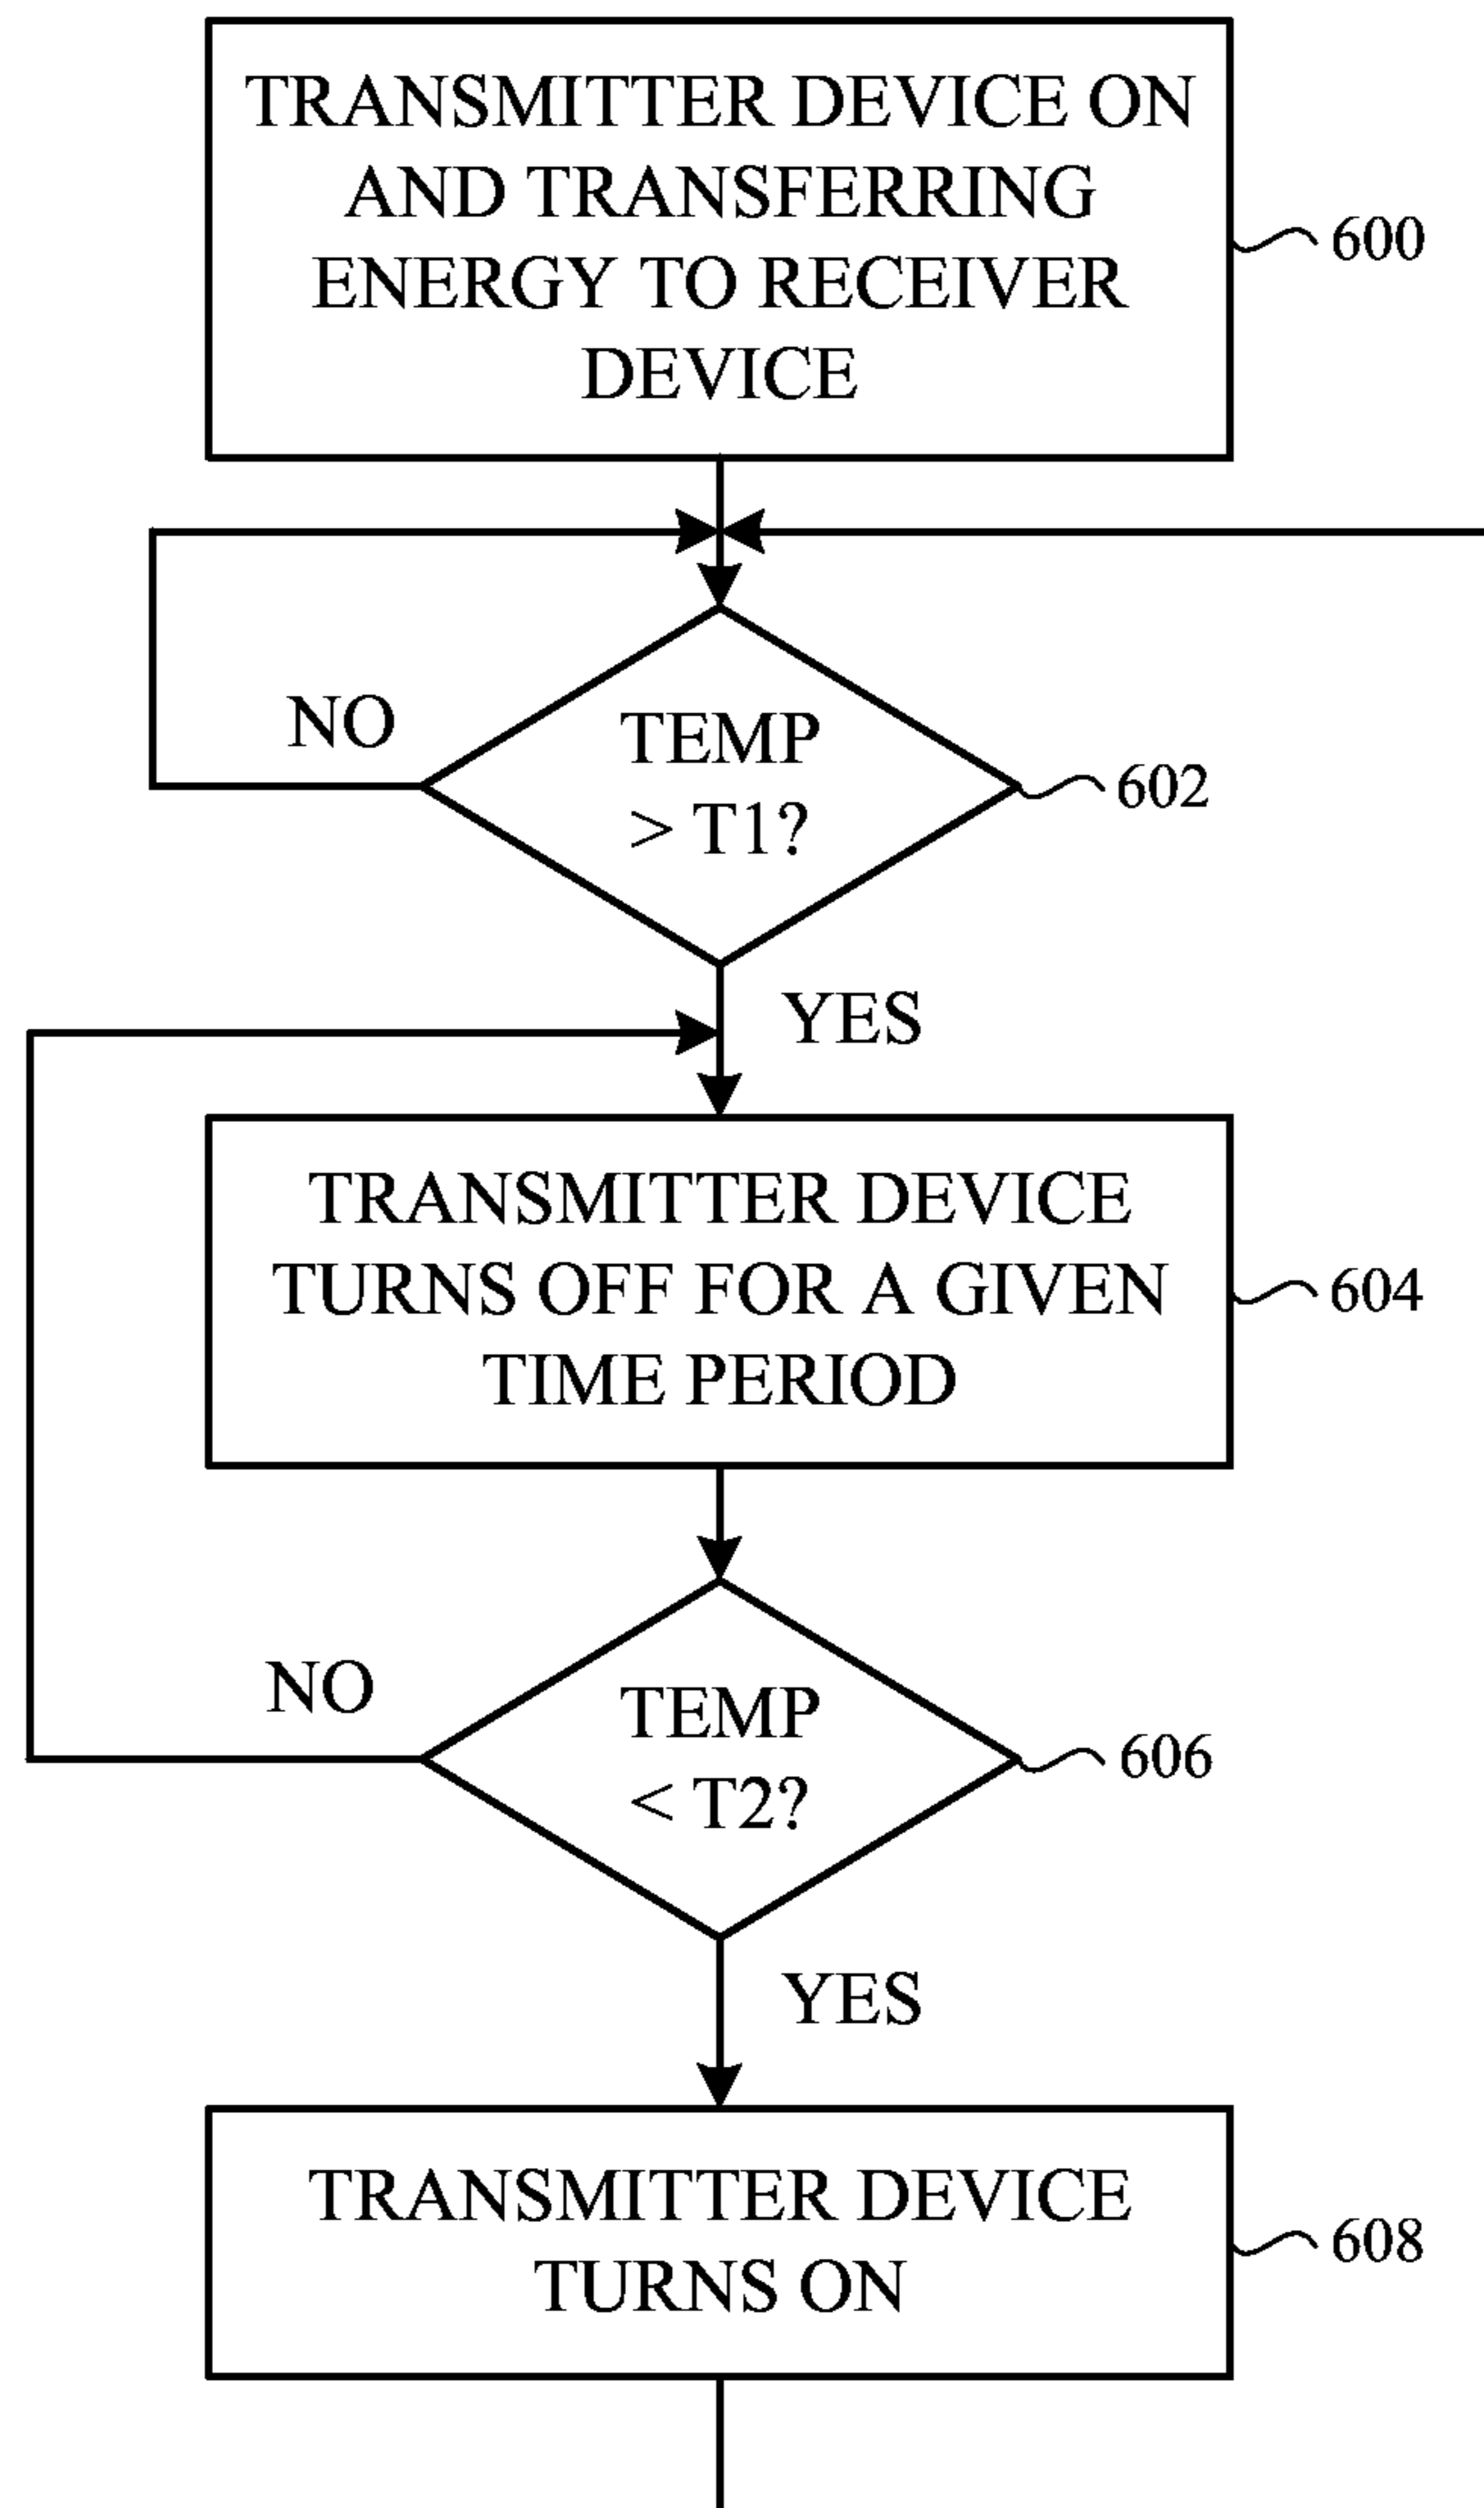 TRANSMITTER DEVICE ON
AND TRANSFERRING
ENERGY TO RECEIVER
DEVICE
600
NO
TEMP
> T1?
602
YES
TRANSMITTER DEVICE
TURNS OFF FOR A GIVEN
TIME PERIOD
604
NO
TEMP
< T2?
606
YES
TRANSMITTER DEVICE
TURNS ON
608